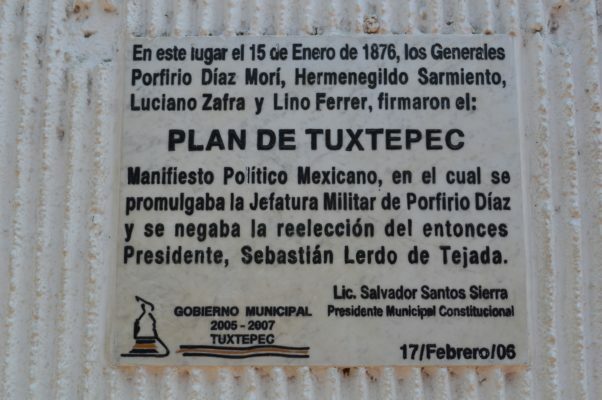 En este lugar el 15 de Enero de 1876, los Generales
Porfirio Díaz Morí, Hermenegildo Sarmiento,
Luciano Zafra y Lino Ferrer, firmaron el:
PLAN DE TUXTEPEC
Manifiesto Político Mexicano, en el cual se
promulgaba la Jefatura Militar de Porfirio Díaz
y se negaba la reelección del entonces
Presidente, Sebastián Lerdo de Tejada.
Lic. Salvador Santos Sierra
Presidente Municipal Constitucional
GOBIERNO MUNICIPAL
2005 - 2007
TUXTEPEC
17/Febrero/06